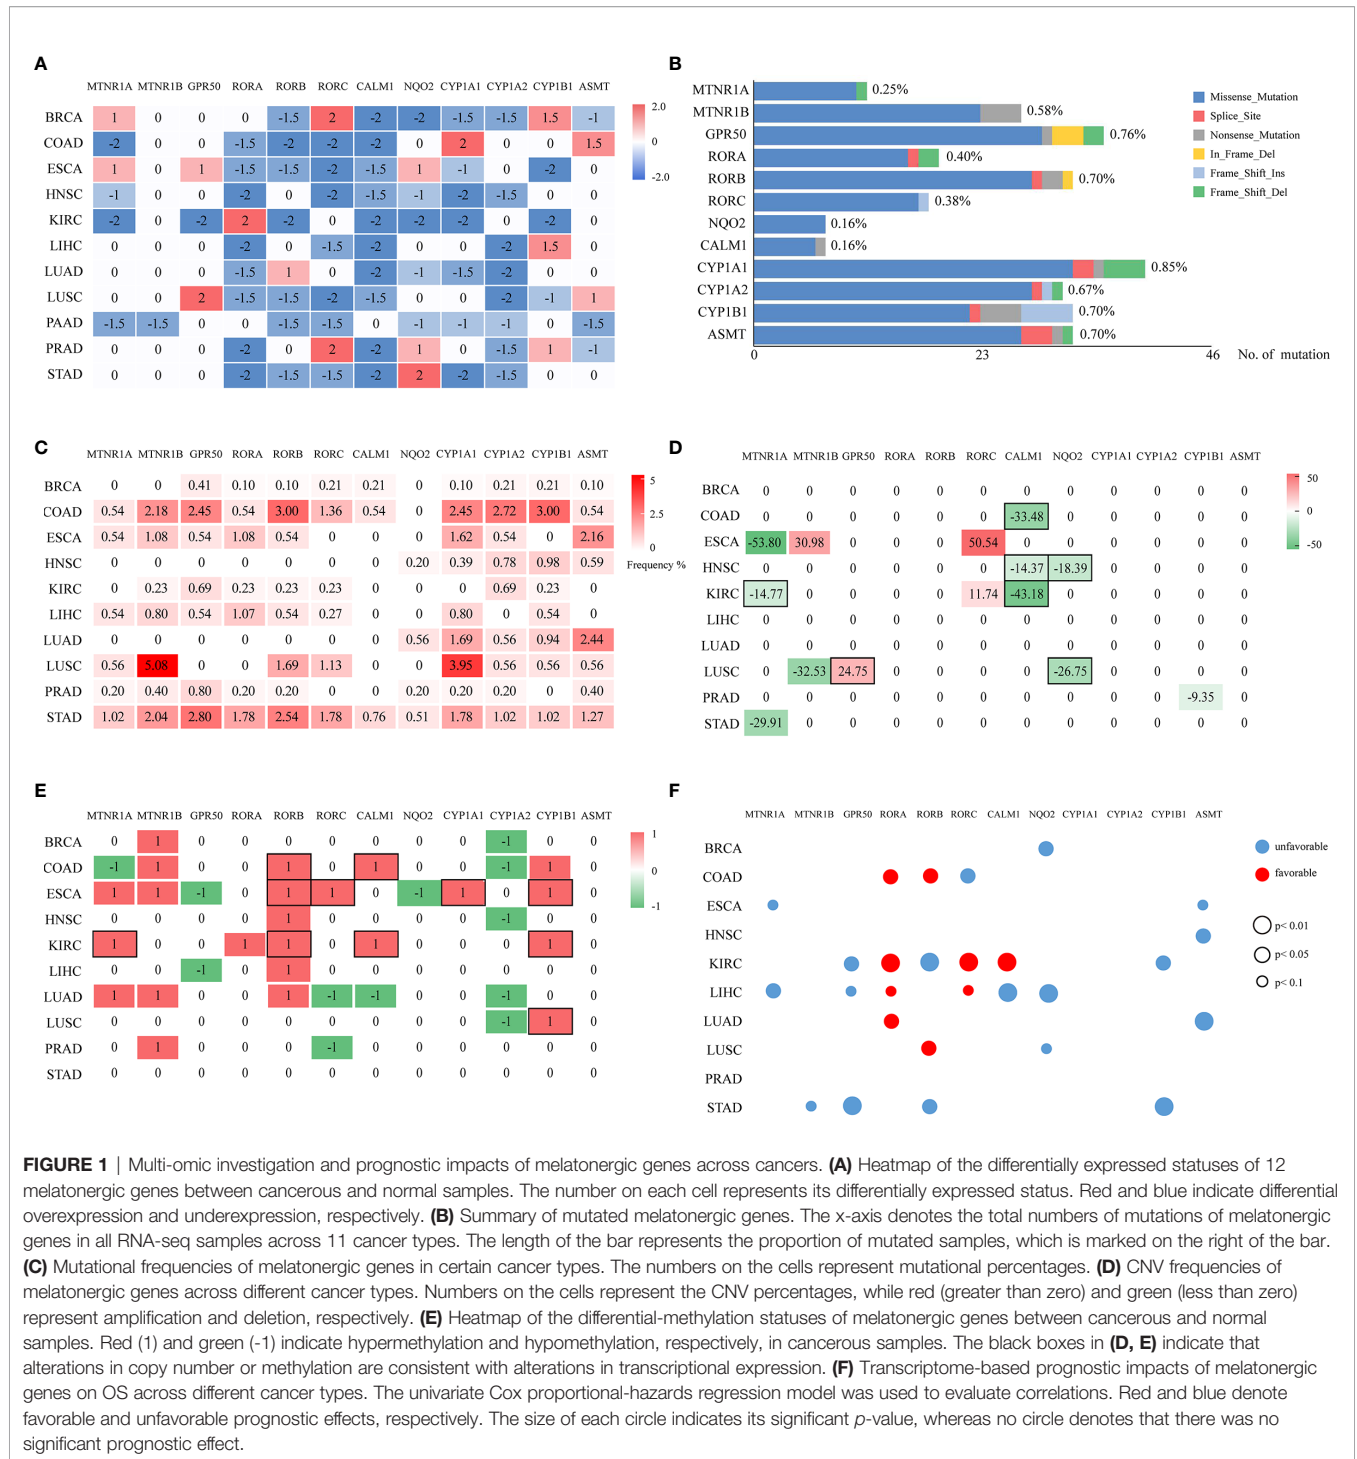 A
MTNR1A MTNR1B GPR50 RORA RORB RORC CALM1 NQO2 CYP1A1 CYP1A2 CYP1B1 ASMT
BRCA 1 0 0 0 -1.5 2 -2 -2 -1.5 -1.5 1.5 -1
COAD -2 0 0 -1.5 -2 -2 -2 0 2 0 0 1.5
ESCA 1 0 1 -1.5 -1.5 -2 -1.5 1 -1 0 -2 0
HNSC -1 0 0 -2 0 -2 -1.5 -1 -2 -1.5 0 0
KIRC -2 0 -2 2 -2 0 -2 -2 -2 0 -2 0
LIHC 0 0 0 -2 0 -1.5 -2 0 0 -2 1.5 0
LUAD 0 0 0 -1.5 1 0 -2 -1 -1.5 -2 0 0
LUSC 0 0 2 -1.5 -1.5 -2 -1.5 0 0 -2 -1 1
PAAD -1.5 -1.5 0 0 -1.5 -1.5 0 -1 -1 -1 0 -1.5
PRAD 0 0 0 -2 0 2 -2 1 0 -1.5 1 -1
STAD 0 0 0 -2 -1.5 -1.5 -2 2 -2 -1.5 0 0
2.0
0
-2.0
B
MTNR1A 0.25%
MTNR1B 0.58%
GPR50 0.76%
RORA 0.40%
RORB 0.70%
RORC 0.38%
NQO2 0.16%
CALM1 0.16%
CYP1A1 0.85%
CYP1A2 0.67%
CYP1B1 0.70%
ASMT 0.70%
0 23 46 No. of mutation
Missense_Mutation
Splice_Site
Nonsense_Mutation
In_Frame_Del
Frame_Shift_Ins
Frame_Shift_Del
C
MTNR1A MTNR1B GPR50 RORA RORB RORC CALM1 NQO2 CYP1A1 CYP1A2 CYP1B1 ASMT
BRCA 0 0 0.41 0.10 0.10 0.21 0.21 0 0.10 0.21 0.21 0.10
COAD 0.54 2.18 2.45 0.54 3.00 1.36 0.54 0 2.45 2.72 3.00 0.54
ESCA 0.54 1.08 0.54 1.08 0.54 0 0 0 1.62 0.54 0 2.16
HNSC 0 0 0 0 0 0 0 0.20 0.39 0.78 0.98 0.59
KIRC 0 0.23 0.69 0.23 0.23 0.23 0 0 0 0.69 0.23 0
LIHC 0.54 0.80 0.54 1.07 0.54 0.27 0 0 0.80 0 0.54 0
LUAD 0 0 0 0 0 0 0 0.56 1.69 0.56 0.94 2.44
LUSC 0.56 5.08 0 0 1.69 1.13 0 0 3.95 0.56 0.56 0.56
PRAD 0.20 0.40 0.80 0.20 0.20 0 0 0.20 0.20 0.20 0 0.40
STAD 1.02 2.04 2.80 1.78 2.54 1.78 0.76 0.51 1.78 1.02 1.02 1.27
5
2.5
0
Frequency %
D
MTNR1A MTNR1B GPR50 RORA RORB RORC CALM1 NQO2 CYP1A1 CYP1A2 CYP1B1 ASMT
BRCA 0 0 0 0 0 0 0 0 0 0 0 0
COAD 0 0 0 0 0 0 -33.48 0 0 0 0 0
ESCA -53.80 30.98 0 0 0 50.54 0 0 0 0 0 0
HNSC 0 0 0 0 0 0 -14.37 -18.39 0 0 0 0
KIRC -14.77 0 0 0 0 11.74 -43.18 0 0 0 0 0
LIHC 0 0 0 0 0 0 0 0 0 0 0 0
LUAD 0 0 0 0 0 0 0 0 0 0 0 0
LUSC 0 -32.53 24.75 0 0 0 0 -26.75 0 0 0 0
PRAD 0 0 0 0 0 0 0 0 0 0 -9.35 0
STAD -29.91 0 0 0 0 0 0 0 0 0 0 0
50
0
-50
E
MTNR1A MTNR1B GPR50 RORA RORB RORC CALM1 NQO2 CYP1A1 CYP1A2 CYP1B1 ASMT
BRCA 0 1 0 0 0 0 0 0 0 -1 0 0
COAD -1 1 0 0 1 0 1 0 0 -1 1 0
ESCA 1 1 -1 0 1 1 0 -1 1 0 1 0
HNSC 0 0 0 0 1 0 0 0 0 -1 0 0
KIRC 1 0 0 1 1 0 1 0 0 0 1 0
LIHC 0 0 -1 0 1 0 0 0 0 0 0 0
LUAD 1 1 0 0 1 -1 -1 0 0 -1 0 0
LUSC 0 0 0 0 0 0 0 0 0 -1 1 0
PRAD 0 1 0 0 0 -1 0 0 0 0 0 0
STAD 0 0 0 0 0 0 0 0 0 0 0 0
1
0
-1
F
MTNR1A MTNR1B GPR50 RORA RORB RORC CALM1 NQO2 CYP1A1 CYP1A2 CYP1B1 ASMT
BRCA
COAD
ESCA
HNSC
KIRC
LIHC
LUAD
LUSC
PRAD
STAD
unfavorable
favorable
p< 0.01
p< 0.05
p< 0.1
FIGURE 1 | Multi-omic investigation and prognostic impacts of melatonergic genes across cancers. (A) Heatmap of the differentially expressed statuses of 12
melatonergic genes between cancerous and normal samples. The number on each cell represents its differentially expressed status. Red and blue indicate differential
overexpression and underexpression, respectively. (B) Summary of mutated melatonergic genes. The x-axis denotes the total numbers of mutations of melatonergic
genes in all RNA-seq samples across 11 cancer types. The length of the bar represents the proportion of mutated samples, which is marked on the right of the bar.
(C) Mutational frequencies of melatonergic genes in certain cancer types. The numbers on the cells represent mutational percentages. (D) CNV frequencies of
melatonergic genes across different cancer types. Numbers on the cells represent the CNV percentages, while red (greater than zero) and green (less than zero)
represent amplification and deletion, respectively. (E) Heatmap of the differential-methylation statuses of melatonergic genes between cancerous and normal
samples. Red (1) and green (-1) indicate hypermethylation and hypomethylation, respectively, in cancerous samples. The black boxes in (D, E) indicate that
alterations in copy number or methylation are consistent with alterations in transcriptional expression. (F) Transcriptome-based prognostic impacts of melatonergic
genes on OS across different cancer types. The univariate Cox proportional-hazards regression model was used to evaluate correlations. Red and blue denote
favorable and unfavorable prognostic effects, respectively. The size of each circle indicates its significant p-value, whereas no circle denotes that there was no
significant prognostic effect.